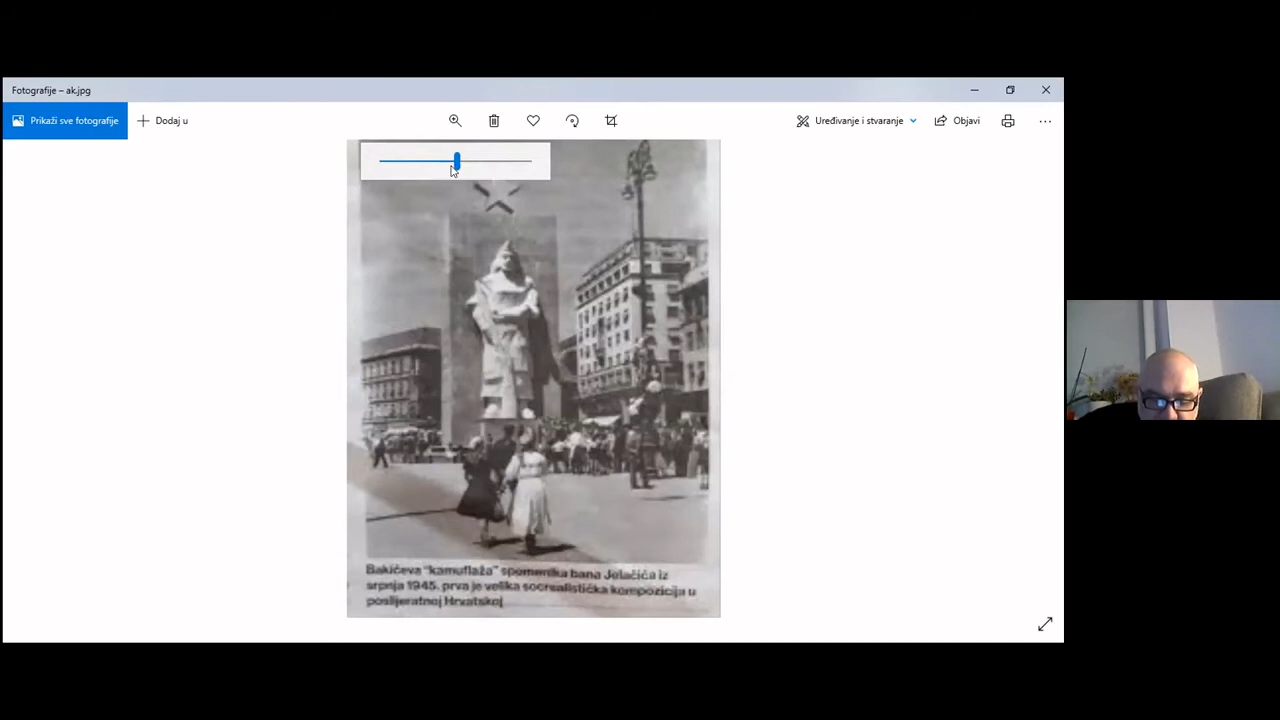 Fotografije – ak.jpg
Prikaži sve fotografije
Dodaj u
Uređivanje i stvaranje
Objavi
Bakićeva "kamuflaža" spomenika bana Jelačića iz
srpnja 1945. prva je velika socrealistička kompozicija u
poslijeratnoj Hrvatskoj